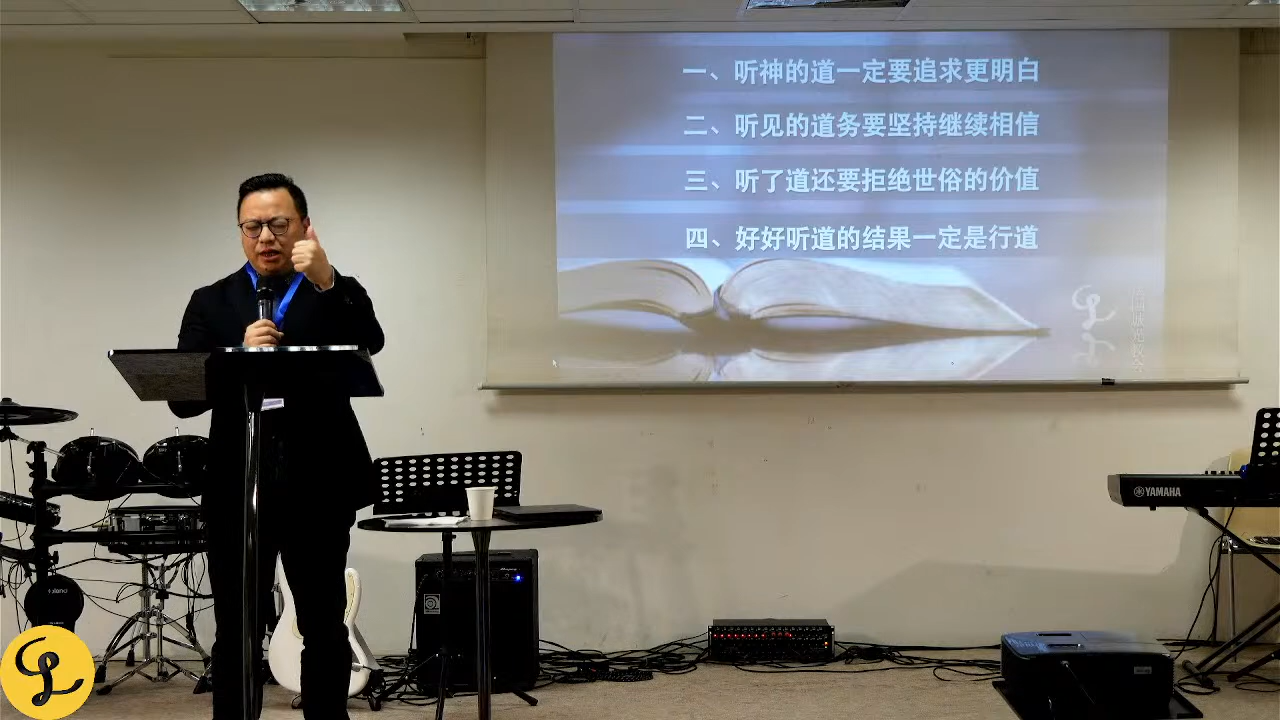 一、听神的道一定要追求更明白
二、听见的道务要坚持继续相信
三、听了道还要拒绝世俗的价值
四、好好听道的结果一定是行道
YAMAHA
Roland